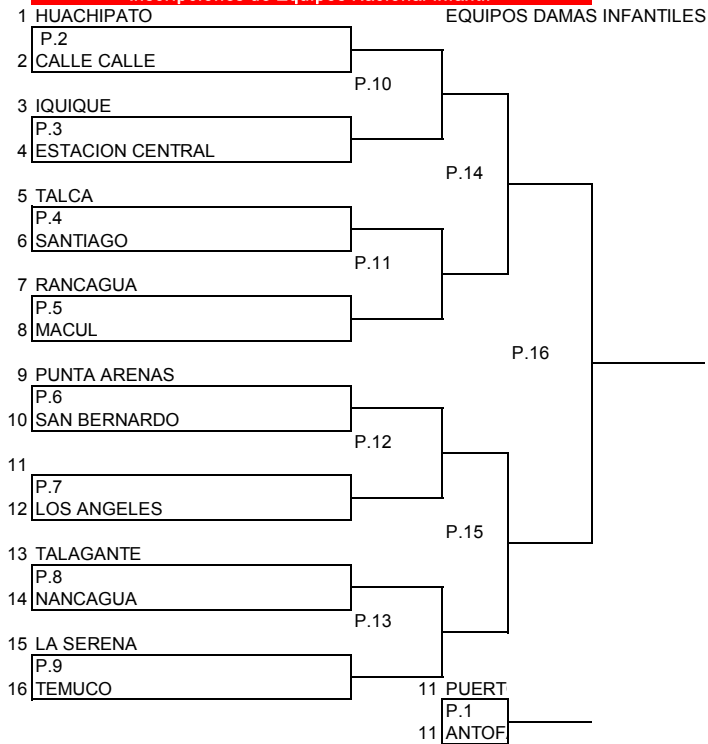 1 HUACHIPATO
EQUIPOS DAMAS INFANTILES
P.2
2 CALLE CALLE
P.10
3 IQUIQUE
P.3
4 ESTACION CENTRAL
P.14
5 TALCA
P.4
6 SANTIAGO
P.11
7 RANCAGUA
P.5
8 MACUL
P.16
9 PUNTA ARENAS
P.6
10 SAN BERNARDO
P.12
11
P.7
12 LOS ANGELES
P.15
13 TALAGANTE
P.8
14 NANCAGUA
P.13
15 LA SERENA
P.9
16 TEMUCO
11 PUERT
P.1
11 ANTOF